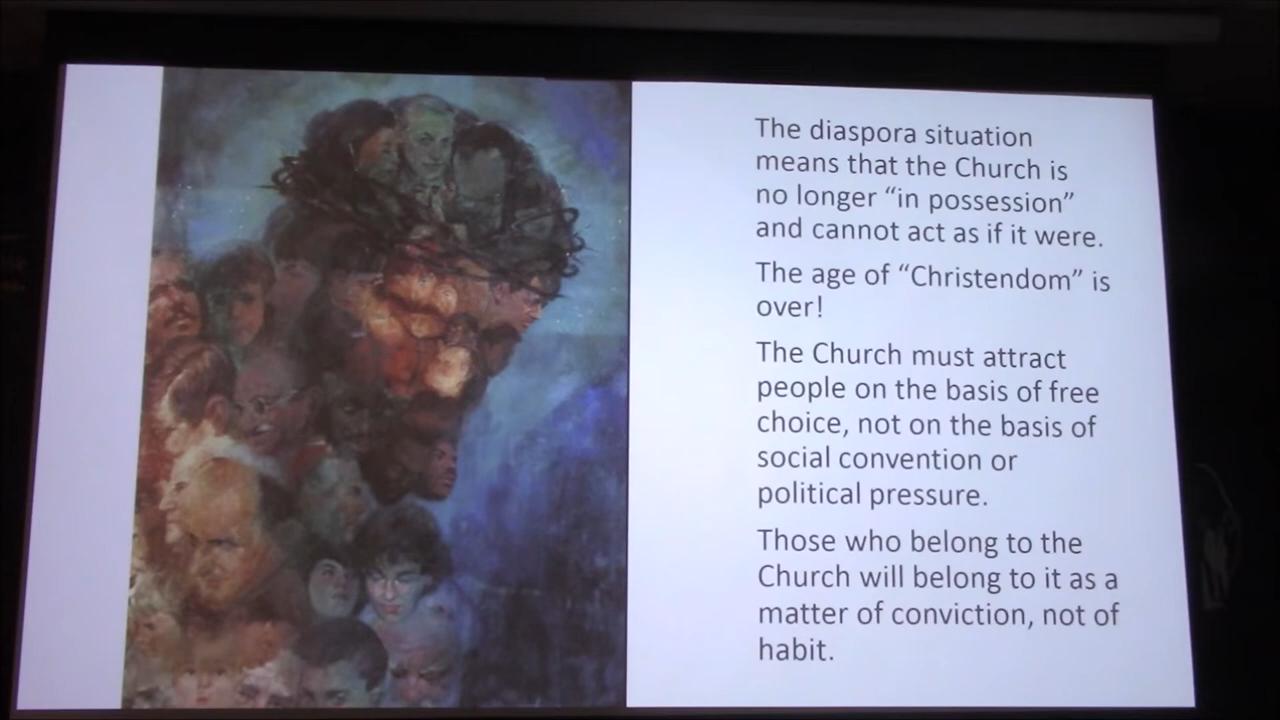 The diaspora situation
means that the Church is
no longer “in possession”
and cannot act as if it were.
The age of “Christendom” is
over!
The Church must attract
people on the basis of free
choice, not on the basis of
social convention or
political pressure.
Those who belong to the
Church will belong to it as a
matter of conviction, not of
habit.